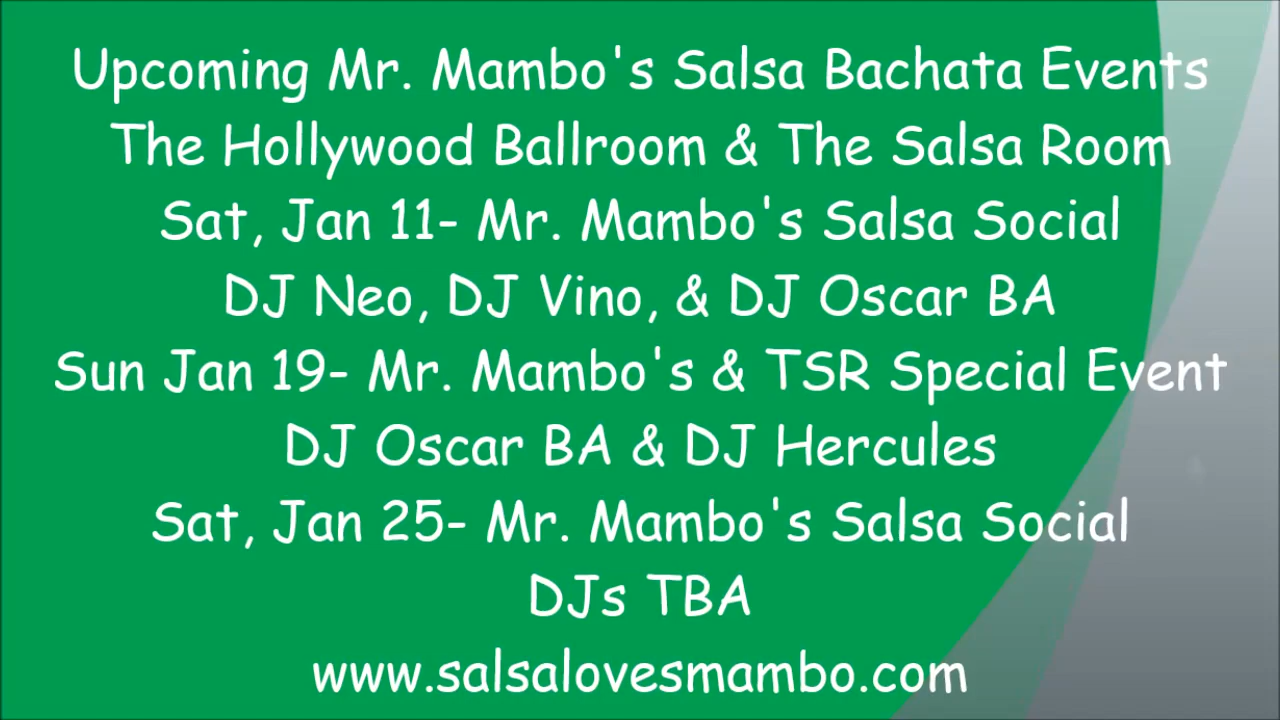 Upcoming Mr. Mambo's Salsa Bachata Events
The Hollywood Ballroom & The Salsa Room
Sat, Jan 11- Mr. Mambo's Salsa Social
DJ Neo, DJ Vino, & DJ Oscar BA
Sun Jan 19- Mr. Mambo's & TSR Special Event
DJ Oscar BA & DJ Hercules
Sat, Jan 25- Mr. Mambo's Salsa Social
DJs TBA
www.salsalovesmambo.com